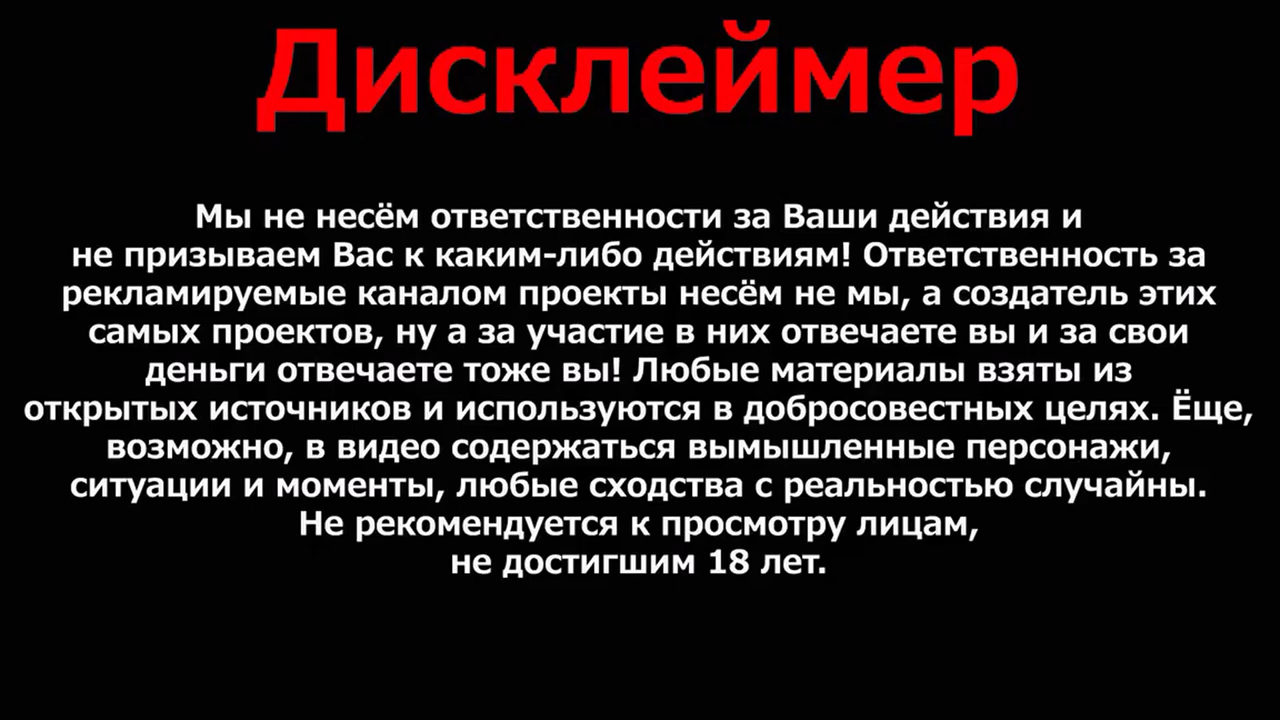 Дисклеймер
Мы не несём ответственности за Ваши действия и
не призываем Вас к каким-либо действиям! Ответственность за
рекламируемые каналом проекты несём не мы, а создатель этих
самых проектов, ну а за участие в них отвечаете вы и за свои
деньги отвечаете тоже вы! Любые материалы взяты из
открытых источников и используются в добросовестных целях. Ёще,
возможно, в видео содержаться вымышленные персонажи,
ситуации и моменты, любые сходства с реальностью случайны.
Не рекомендуется к просмотру лицам,
не достигшим 18 лет.